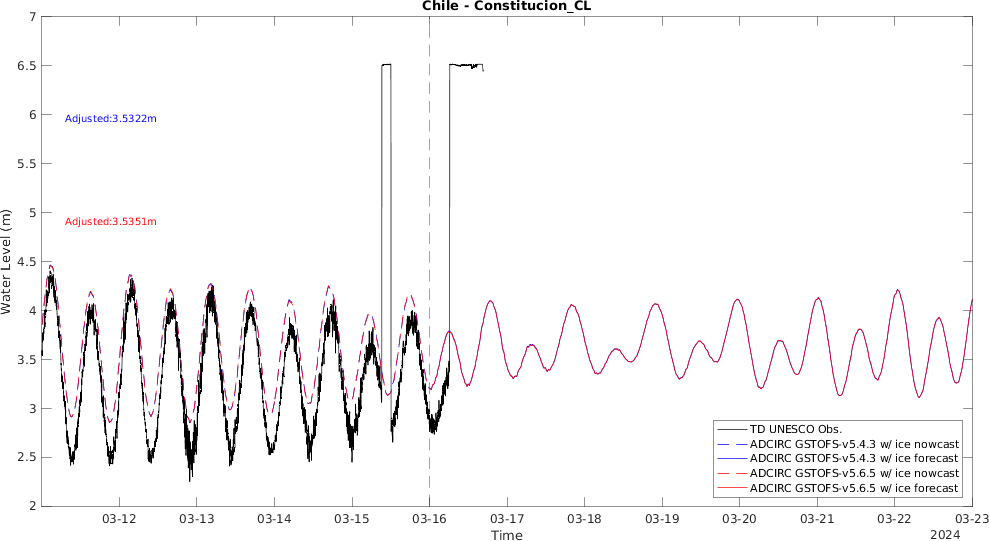 Chile - Constitucion_CL
7
6.5
6
5.5
5
4.5
4
3.5
3
2.5
2
Water Level (m)
Adjusted:3.5322m
Adjusted:3.5351m
TD UNESCO Obs.
ADCIRC GSTOFS-v5.4.3 w/ ice nowcast
ADCIRC GSTOFS-v5.4.3 w/ ice forecast
ADCIRC GSTOFS-v5.6.5 w/ ice nowcast
ADCIRC GSTOFS-v5.6.5 w/ ice forecast
03-12 03-13 03-14 03-15 03-16 03-17 03-18 03-19 03-20 03-21 03-22 03-23
Time
2024